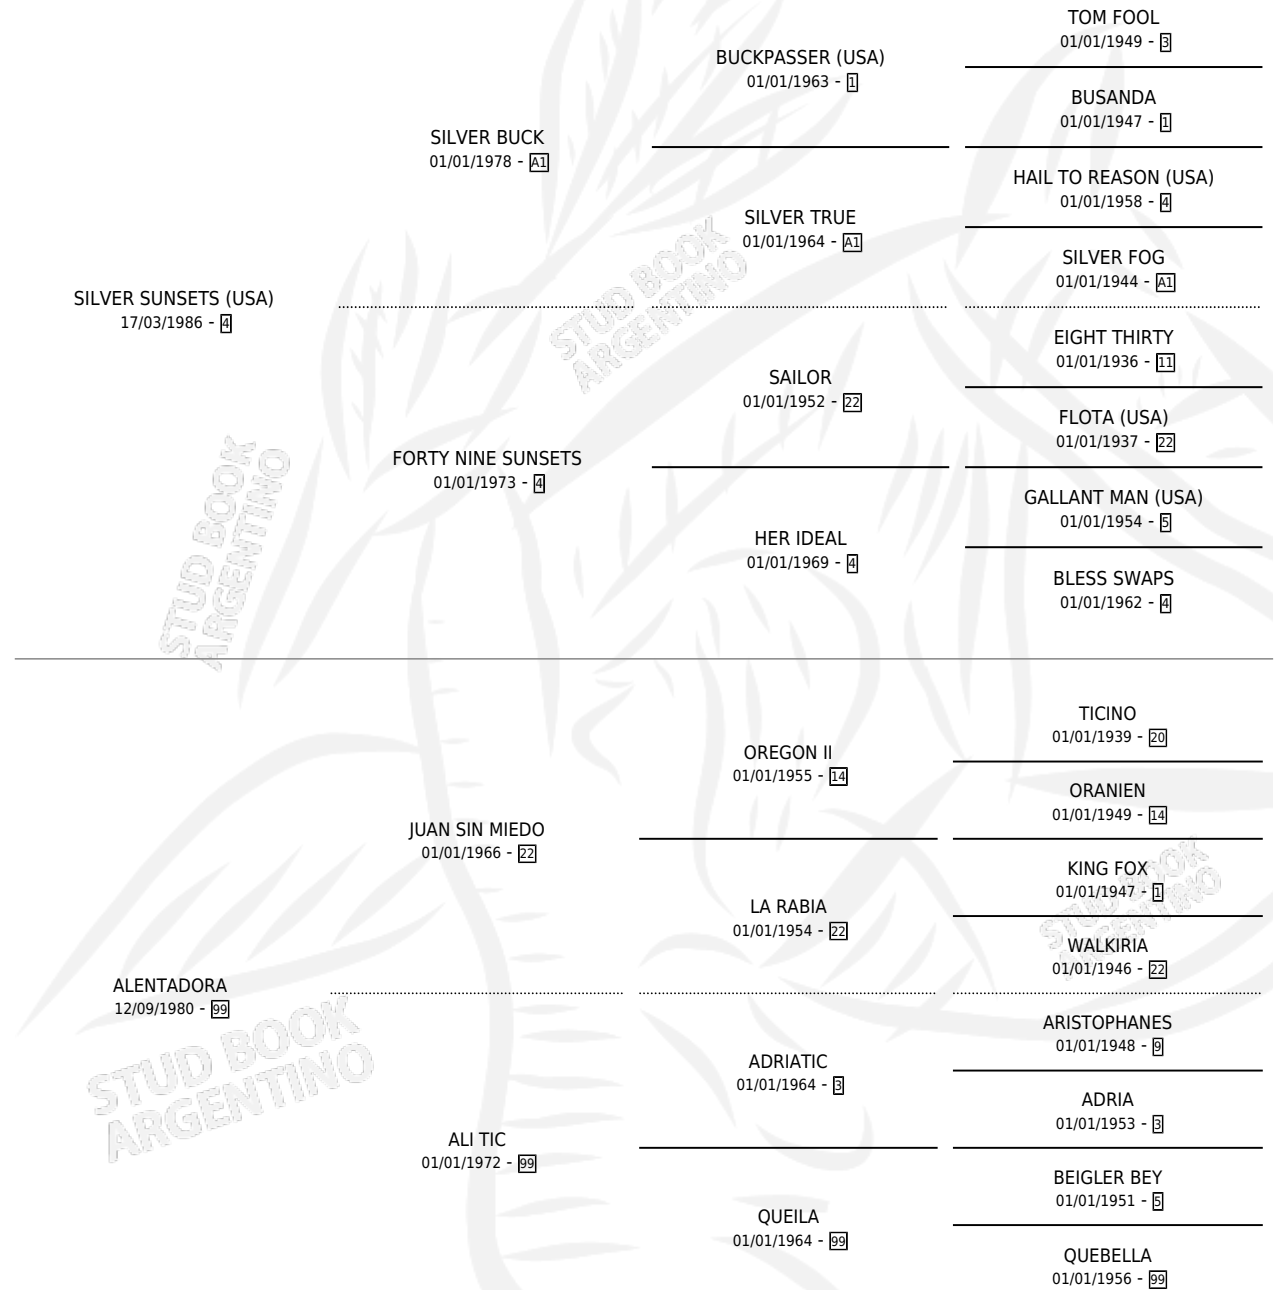 TOM FOOL
01/01/1949 - 3
BUCKPASSER (USA)
01/01/1963 - 1
BUSANDA
01/01/1947 - 1
SILVER BUCK
01/01/1978 - A1
HAIL TO REASON (USA)
01/01/1958 - 4
SILVER TRUE
01/01/1964 - A1
SILVER FOG
01/01/1944 - A1
SILVER SUNSETS (USA)
17/03/1986 - 4
EIGHT THIRTY
01/01/1936 - 11
SAILOR
01/01/1952 - 22
FLOTA (USA)
01/01/1937 - 22
FORTY NINE SUNSETS
01/01/1973 - 4
GALLANT MAN (USA)
01/01/1954 - 5
HER IDEAL
01/01/1969 - 4
BLESS SWAPS
01/01/1962 - 4
TICINO
01/01/1939 - 20
OREGON II
01/01/1955 - 14
ORANIEN
01/01/1949 - 14
JUAN SIN MIEDO
01/01/1966 - 22
KING FOX
01/01/1947 - 1
LA RABIA
01/01/1954 - 22
WALKIRIA
01/01/1946 - 22
ALENTADORA
12/09/1980 - 99
ARISTOPHANES
01/01/1948 - 9
ADRIATIC
01/01/1964 - 3
ADRIA
01/01/1953 - 3
ALI TIC
01/01/1972 - 99
BEIGLER BEY
01/01/1951 - 5
QUEILA
01/01/1964 - 99
QUEBELLA
01/01/1956 - 99
STUD BOOK
ARGENTINO
STUD BOOK
ARGENTINO
STUD BOOK
ARGENTINO
STUD BOOK
ARGENTINO